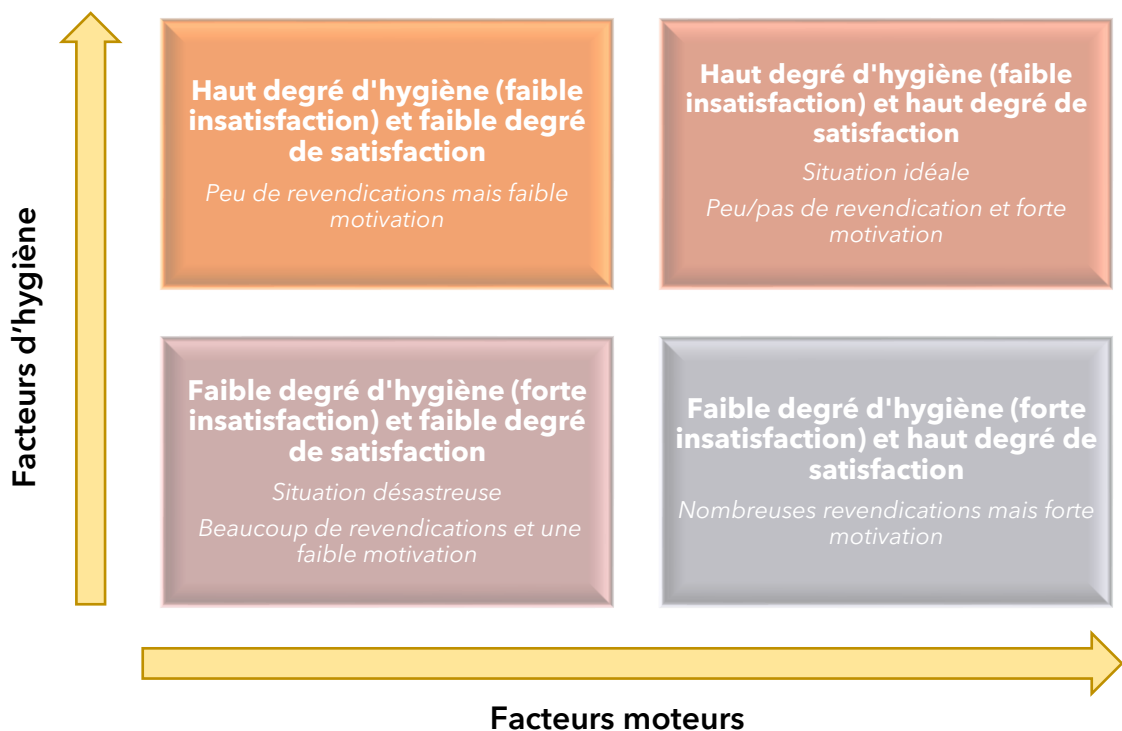 Haut degré d'hygiène (faible
insatisfaction) et faible degré
de satisfaction
Peu de revendications mais faible
motivation
Haut degré d'hygiène (faible
insatisfaction) et haut degré de
satisfaction
Situation idéale
Peu/pas de revendication et forte
motivation
Facteurs d’hygiène
Faible degré d'hygiène (forte
insatisfaction) et faible degré
de satisfaction
Situation désastreuse
Beaucoup de revendications et une
faible motivation
Faible degré d'hygiène (forte
insatisfaction) et haut degré de
satisfaction
Nombreuses revendications mais forte
motivation
Facteurs moteurs